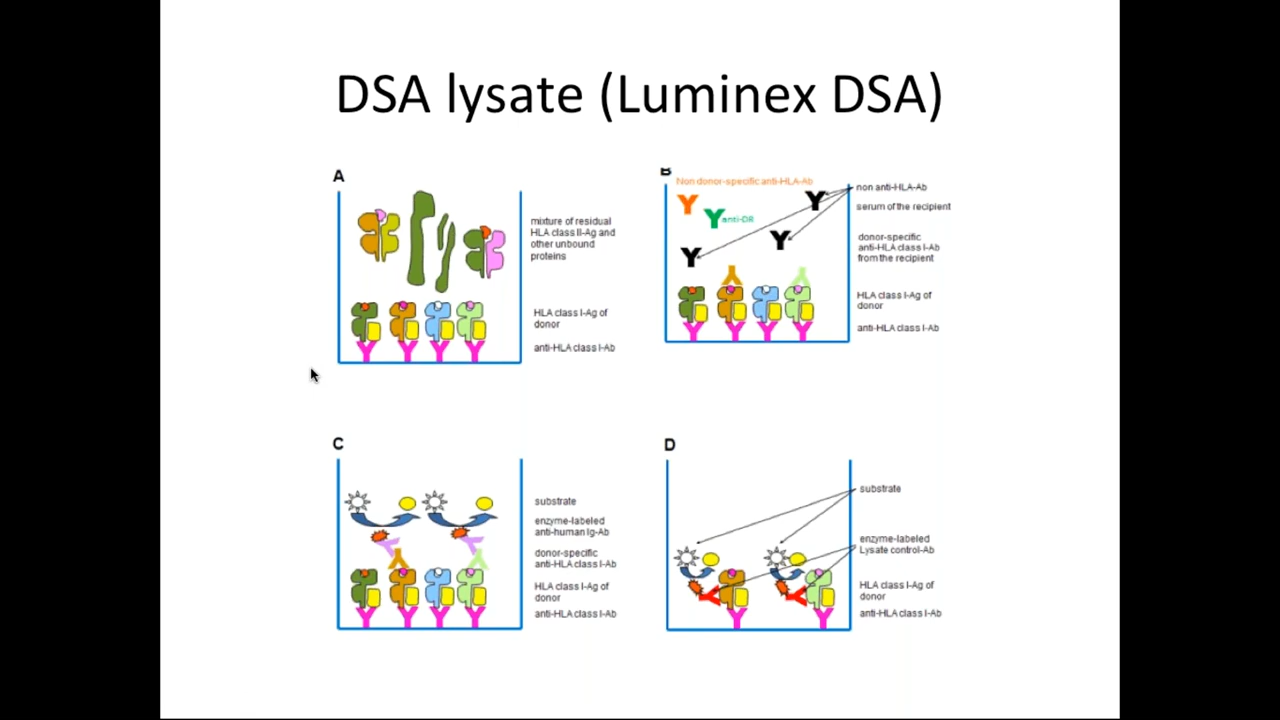 DSA lysate (Luminex DSA)
A
mixture of residual
HLA class II-Ag and
other unbound
proteins
HLA class I-Ag of
donor
anti-HLA class I-Ab
B
Non donor-specific anti-HLA-Ab
anti-DR
non anti-HLA-Ab
serum of the recipient
donor-specific
anti-HLA class I-Ab
from the recipient
HLA class I-Ag of
donor
anti-HLA class I-Ab
C
substrate
enzyme-labeled
anti-human Ig-Ab
donor-specific
anti-HLA class I-Ab
HLA class I-Ag of
donor
anti-HLA class I-Ab
D
substrate
enzyme-labeled
Lysate control-Ab
HLA class I-Ag of
donor
anti-HLA class I-Ab